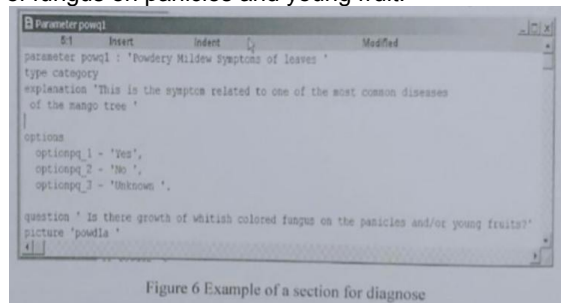 of fungus on panicles and young fruit.
Parameter powq1
5:1 Insert Indent Modified
parameter powq1 : 'Powdery Mildew Symptoms of leaves '
type category
explanation 'This is the symptom related to one of the most common diseases
of the mango tree '
options
optionpq_1 - 'Yes',
optionpq_2 - 'No ',
optionpq_3 - 'Unknown ',
question ' Is there growth of whitish colored fungus on the panicles and/or young fruits?'
picture 'powd1a '
Figure 6 Example of a section for diagnose